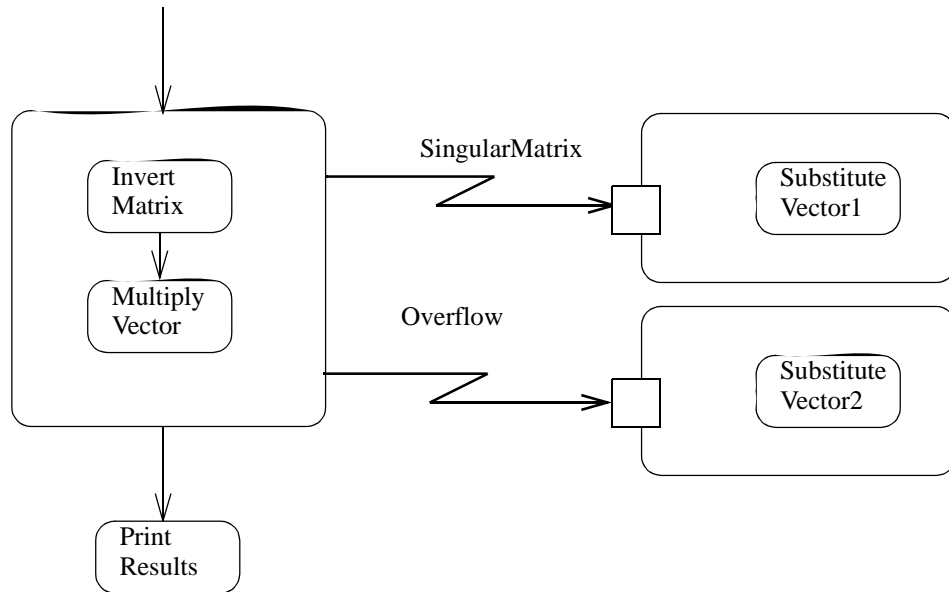 SingularMatrix
Invert
Matrix
Substitute
Vector1
Multiply
Vector
Overflow
Substitute
Vector2
Print
Results